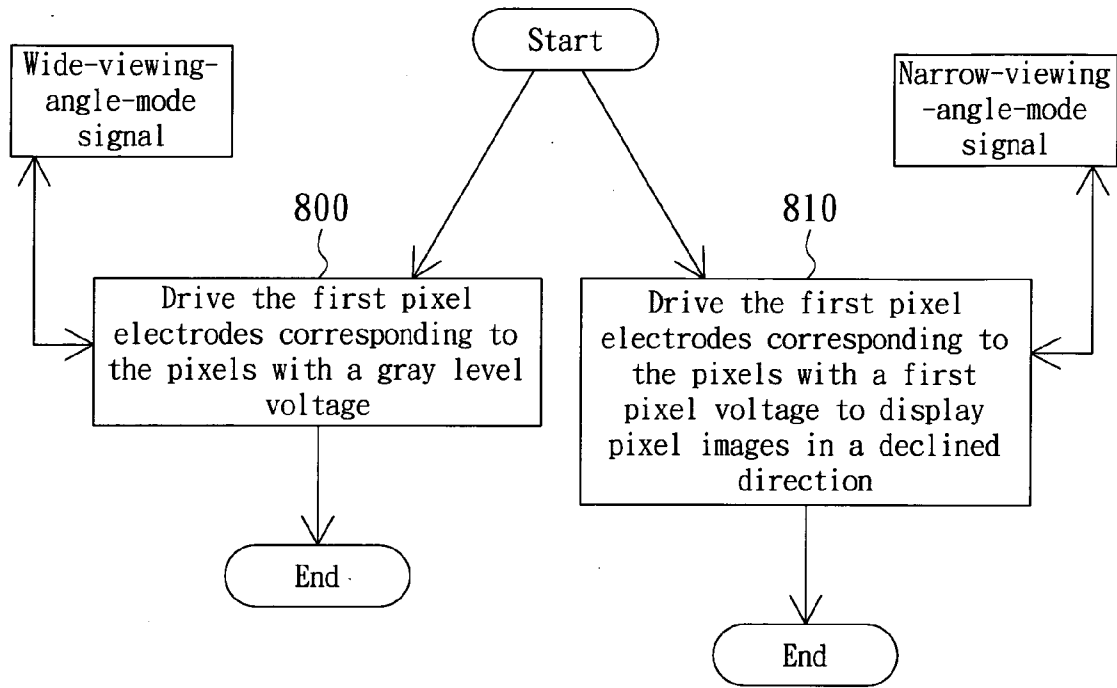 Start
Wide-viewing-
angle-mode
signal
Narrow-viewing
-angle-mode
signal
800
810
Drive the first pixel
electrodes corresponding to
the pixels with a gray level
voltage
Drive the first pixel
electrodes corresponding to
the pixels with a first
pixel voltage to display
pixel images in a declined
direction
End
End